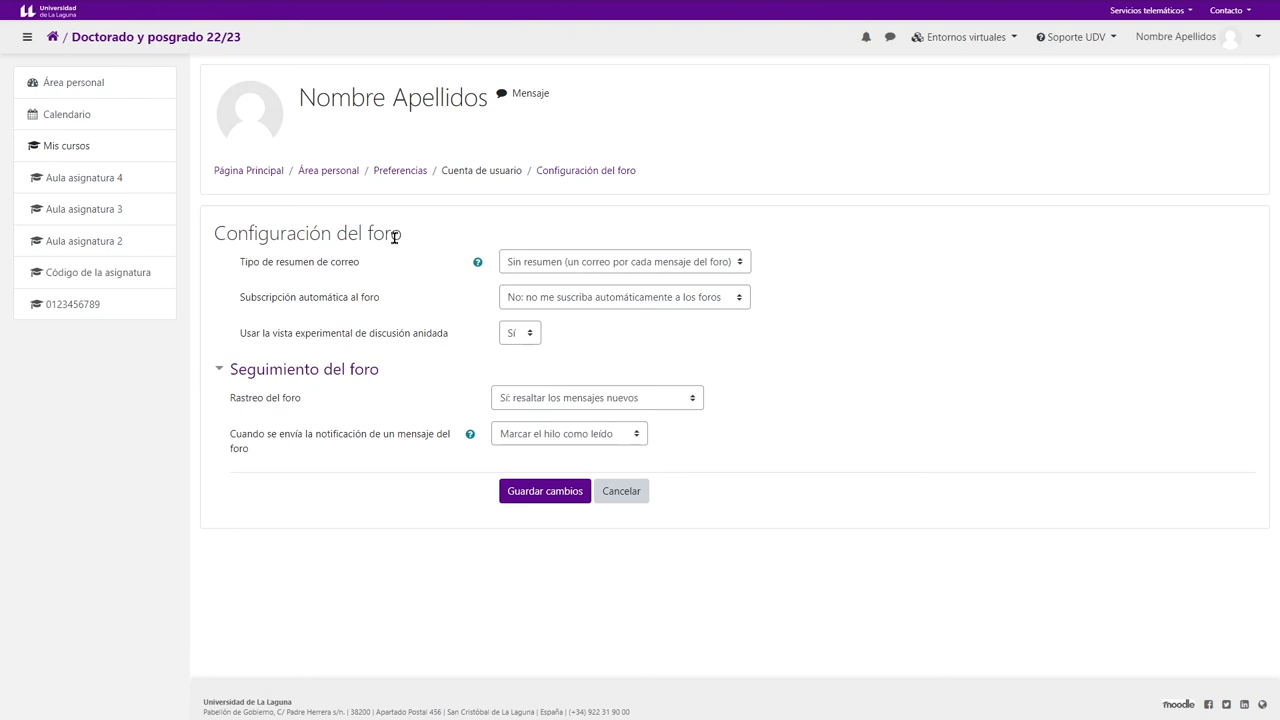 Universidad
de La Laguna
Servicios telemáticos
Contacto
/ Doctorado y posgrado 22/23
Entornos virtuales
Soporte UDV
Nombre Apellidos
Área personal
Calendario
Mis cursos
Aula asignatura 4
Aula asignatura 3
Aula asignatura 2
Código de la asignatura
0123456789
Nombre Apellidos
Mensaje
Página Principal / Área personal / Preferencias / Cuenta de usuario / Configuración del foro
Configuración del foro
Tipo de resumen de correo
Sin resumen (un correo por cada mensaje del foro)
Subscripción automática al foro
No: no me suscriba automáticamente a los foros
Usar la vista experimental de discusión anidada
Sí
Seguimiento del foro
Rastreo del foro
Sí: resaltar los mensajes nuevos
Cuando se envía la notificación de un mensaje del
foro
Marcar el hilo como leído
Guardar cambios
Cancelar
Universidad de La Laguna
Pabellón de Gobierno, C/ Padre Herrera s/n. | 38200 | Apartado Postal 456 | San Cristóbal de La Laguna | España | (+34) 922 31 90 00
moodle